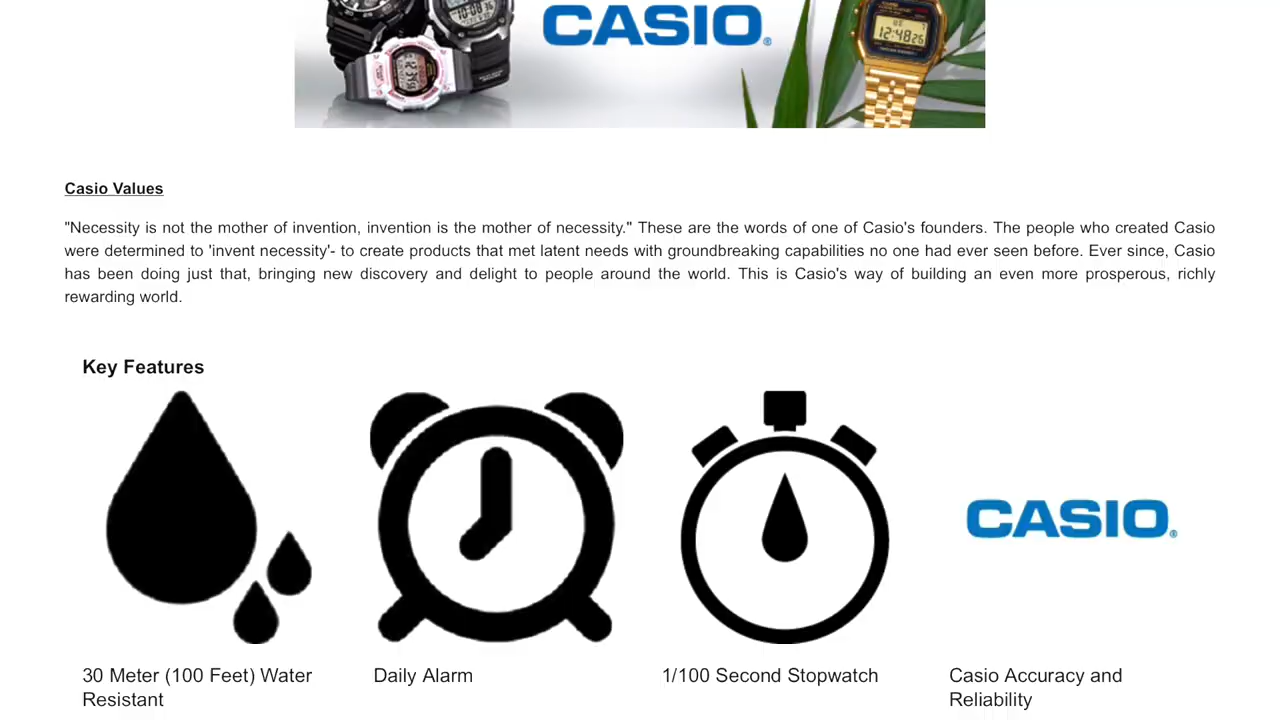 CASIO®
12:4826
Casio Values
"Necessity is not the mother of invention, invention is the mother of necessity." These are the words of one of Casio's founders. The people who created Casio
were determined to 'invent necessity'- to create products that met latent needs with groundbreaking capabilities no one had ever seen before. Ever since, Casio
has been doing just that, bringing new discovery and delight to people around the world. This is Casio's way of building an even more prosperous, richly
rewarding world.
Key Features
CASIO®
30 Meter (100 Feet) Water
Resistant
Daily Alarm
1/100 Second Stopwatch
Casio Accuracy and
Reliability